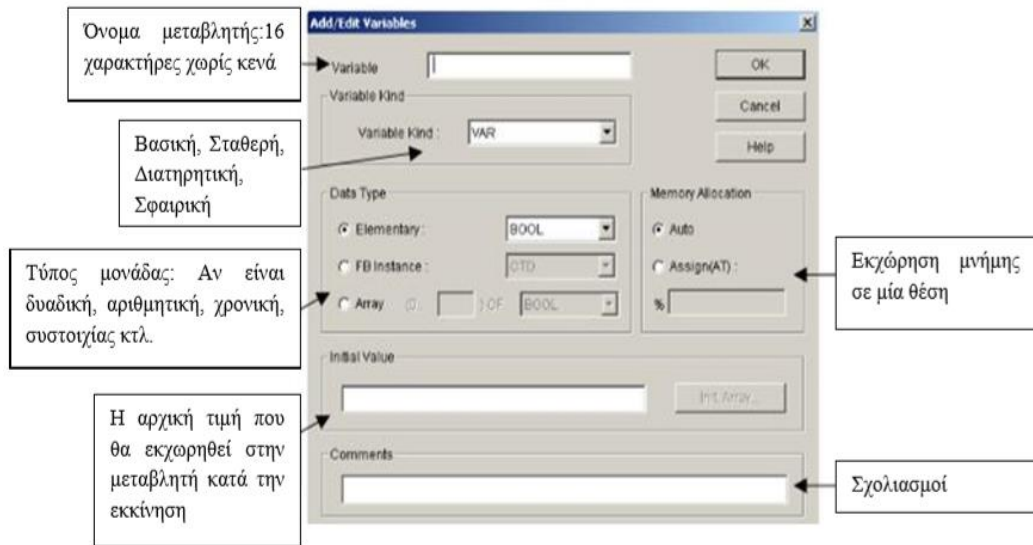 Όνομα μεταβλητής:16
χαρακτήρες χωρίς κενά
Βασική, Σταθερή,
Διατηρητική,
Σφαιρική
Τύπος μονάδας: Αν είναι
δυαδική, αριθμητική, χρονική,
συστοιχίας κτλ.
Η αρχική τιμή που
θα εκχωρηθεί στην
μεταβλητή κατά την
εκκίνηση
Add/Edit Variables
Variable
OK
Variable Kind
Cancel
Variable Kind : VAR
Help
Data Type
Memory Allocation
Elementary : BOOL
Auto
FB Instance : CTD
Assign(AT) :
Array (0.. ) OF BOOL
%
Initial Value
Init. Array...
Comments
Εκχώρηση μνήμης
σε μία θέση
Σχολιασμοί